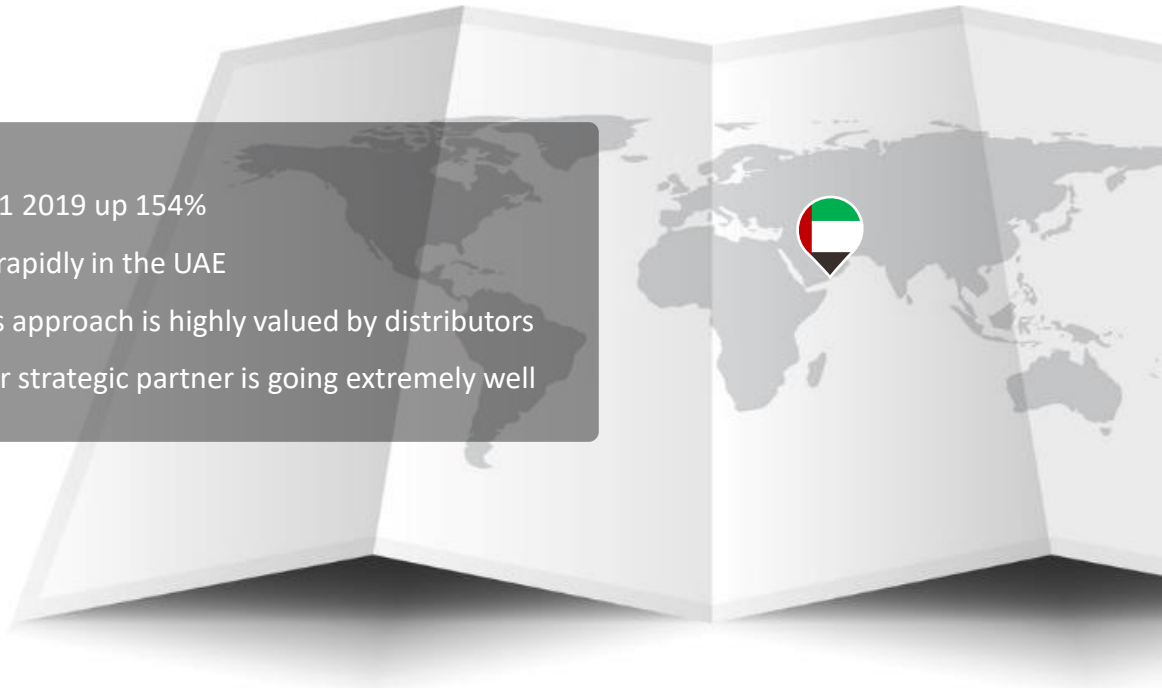 1 2019 up 154%
rapidly in the UAE
s approach is highly valued by distributors
r strategic partner is going extremely well